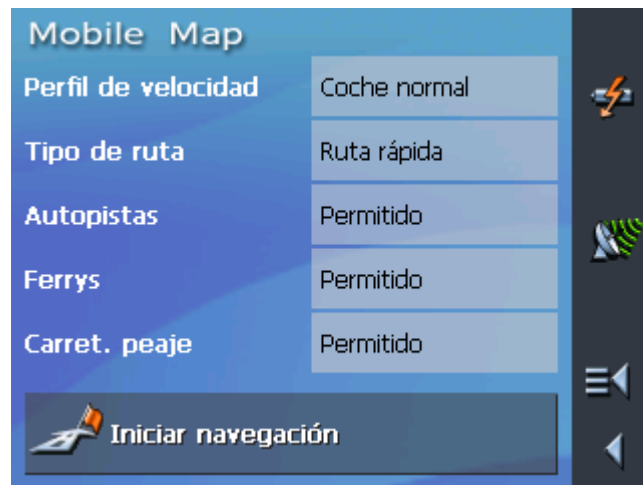 Mobile Map
Perfil de velocidad Coche normal
Tipo de ruta Ruta rápida
Autopistas Permitido
Ferrys Permitido
Carret. peaje Permitido
Iniciar navegación